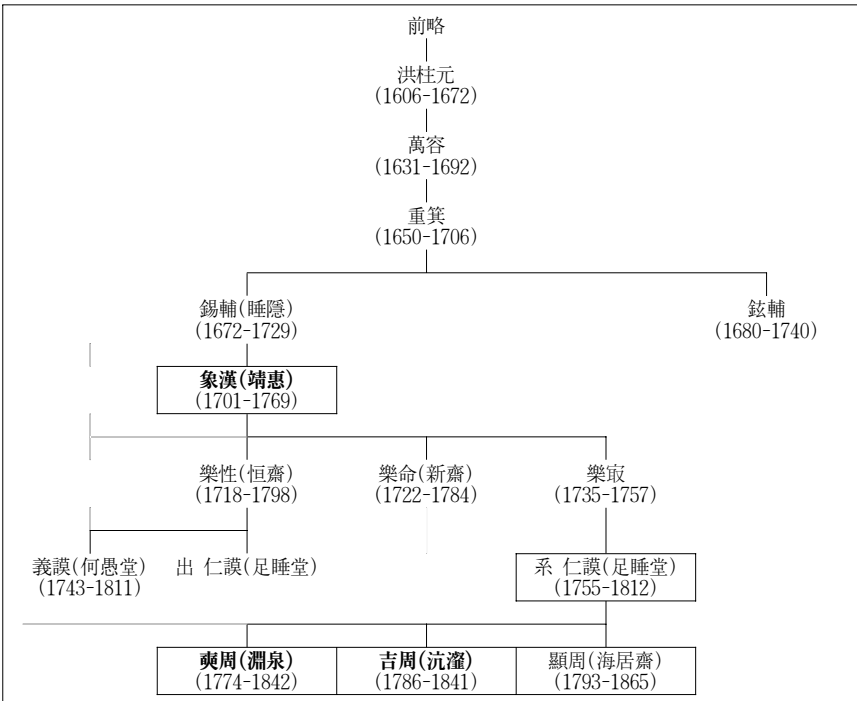 前略
洪柱元
(1606-1672)
萬容
(1631-1692)
重箕
(1650-1706)
錫輔(睡隱)
(1672-1729)
鉉輔
(1680-1740)
象漢(靖惠)
(1701-1769)
樂性(恒齋)
(1718-1798)
樂命(新齋)
(1722-1784)
樂㝡
(1735-1757)
義謨(何愚堂)
(1743-1811)
出 仁謨(足睡堂)
系 仁謨(足睡堂)
(1755-1812)
奭周(淵泉)
(1774-1842)
吉周(沆瀣)
(1786-1841)
顯周(海居齋)
(1793-1865)